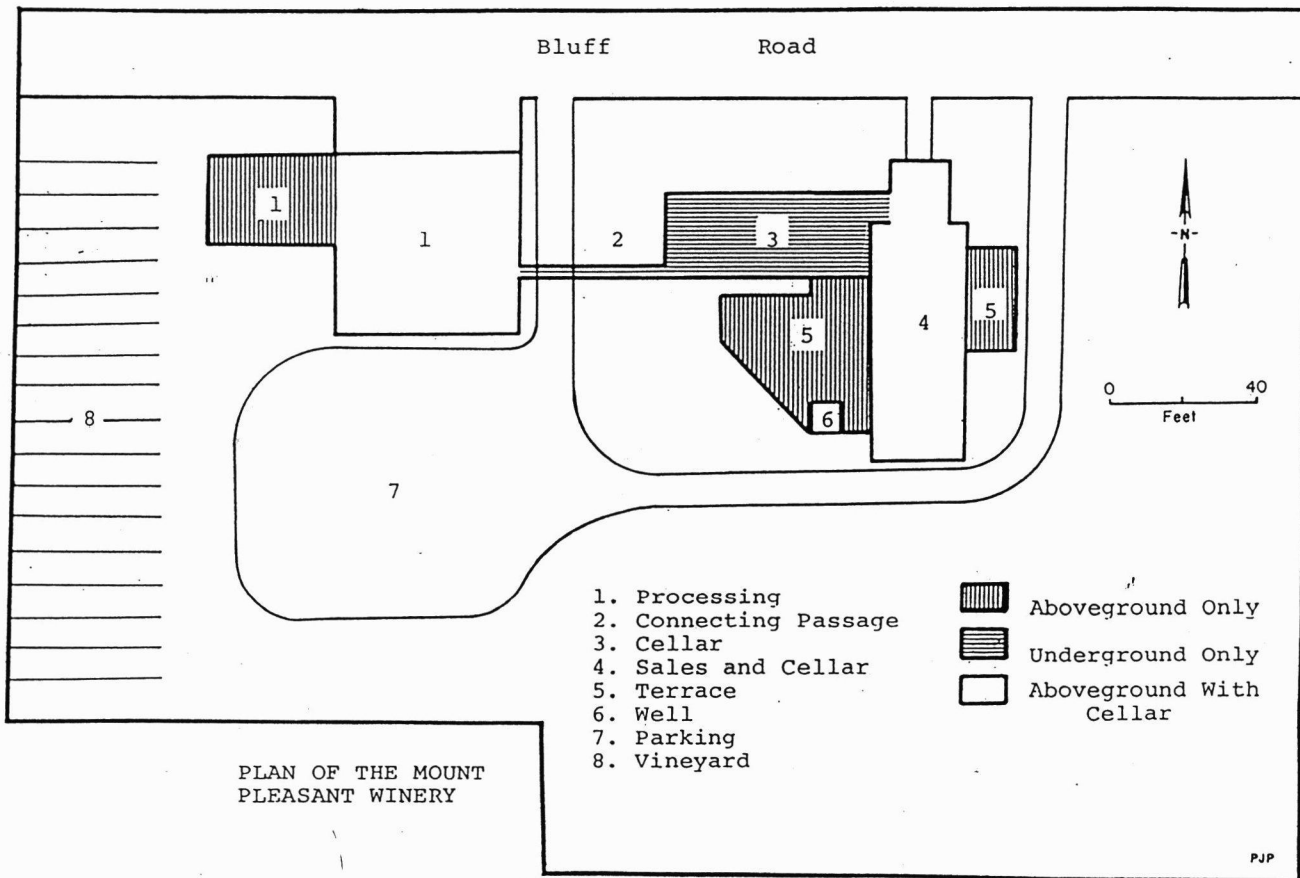 Bluff Road
1
1
2
3
4
5
5
6
7
8
-N-
0 40
Feet
1. Processing
2. Connecting Passage
3. Cellar
4. Sales and Cellar
5. Terrace
6. Well
7. Parking
8. Vineyard
Aboveground Only
Underground Only
Aboveground With
Cellar
PLAN OF THE MOUNT
PLEASANT WINERY
PJP